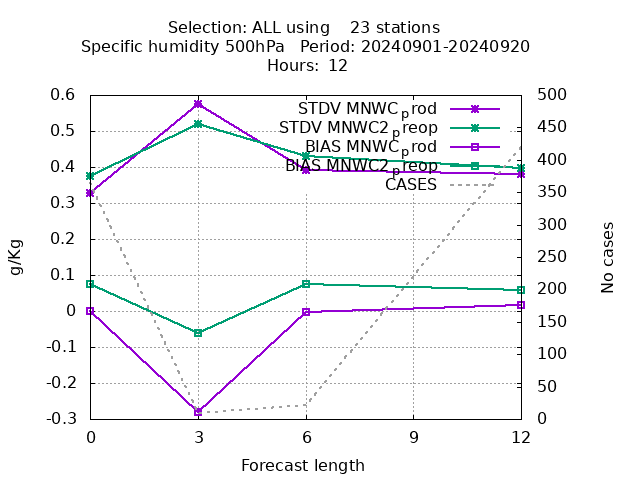 Selection: ALL using 23 stations
Specific humidity 500hPa Period: 20240901-20240920
Hours: 12
0.6
0.5
0.4
0.3
0.2
0.1
0
-0.1
-0.2
-0.3
g/Kg
STDV MNWC_prod
STDV MNWC2_preop
BIAS MNWC_prod
BIAS MNWC2_preop
CASES
500
450
400
350
300
250
200
150
100
50
0
No cases
0 3 6 9 12
Forecast length